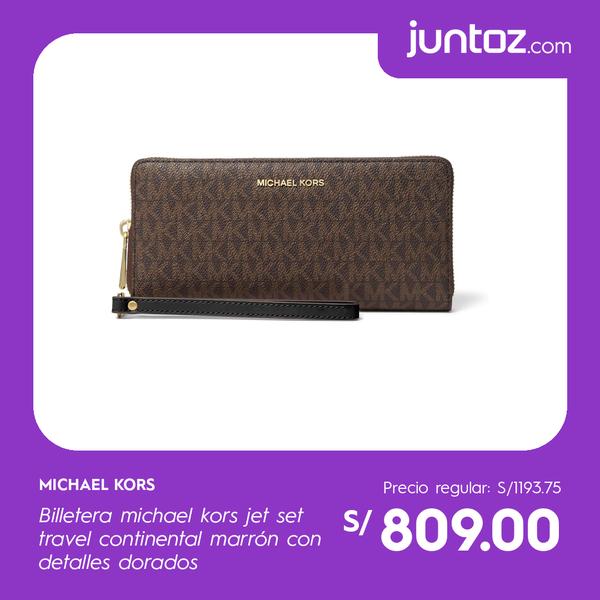 juntoz.com
MICHAEL KORS
MICHAEL KORS
Billetera michael kors jet set
travel continental marrón con
detalles dorados
Precio regular: S/1193.75
S/ 809.00